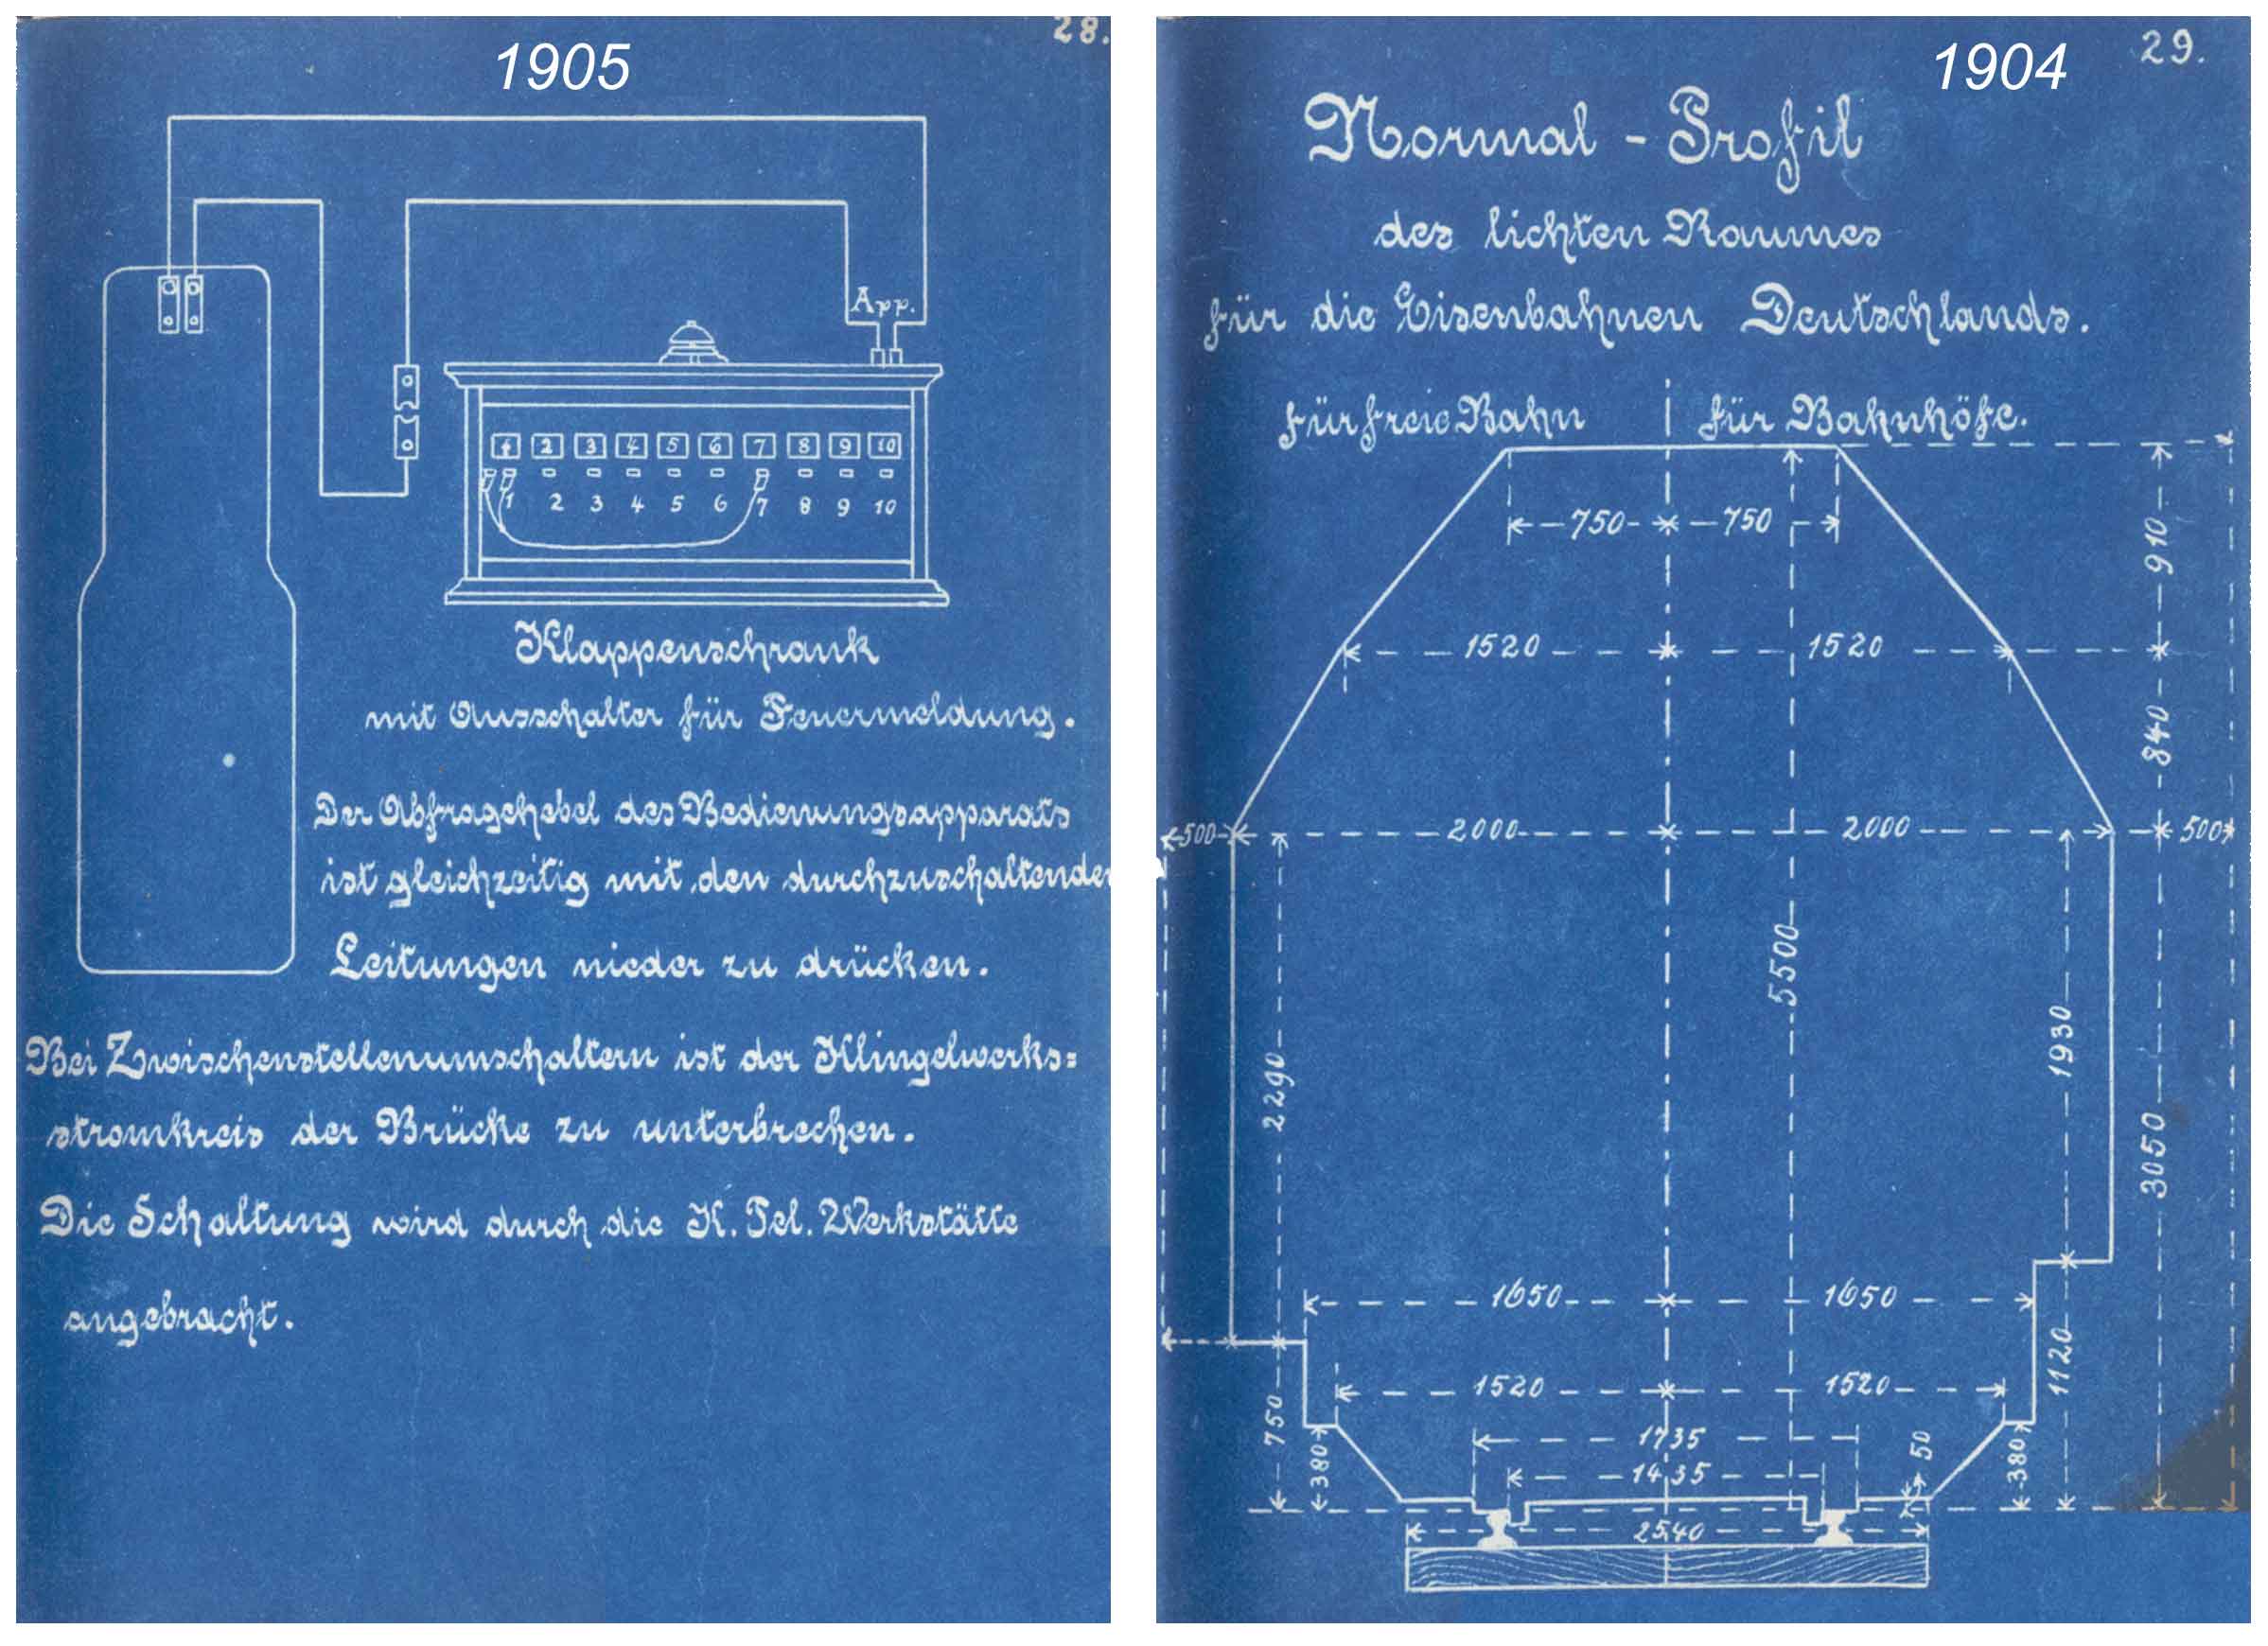 28.
1905
App.
1 2 3 4 5 6 7 8 9 10
1 2 3 4 5 6 7 8 9 10
Klappenschrank
mit Ausschalter für Feuermeldung.
Der Abfragehebel des Bedienungsapparats
ist gleichzeitig mit den durchzuschaltenden
Leitungen nieder zu drücken.
Bei Zwischenstellenumschaltern ist der Klingelwerks=
stromkreis der Brücke zu unterbrechen.
Die Schaltung wird durch die K. Tel. Werkstätte
angebracht.
1904
29.
Normal - Profil
des lichten Raumes
für die Eisenbahnen Deutschlands.
für freie Bahn für Bahnhöfe.
750 750
910
1520 1520
840
500 2000 2000 500
5500
2290
1930
3050
1650 1650
1120
1520 1520
750
380
1735
50
380
1435
2540